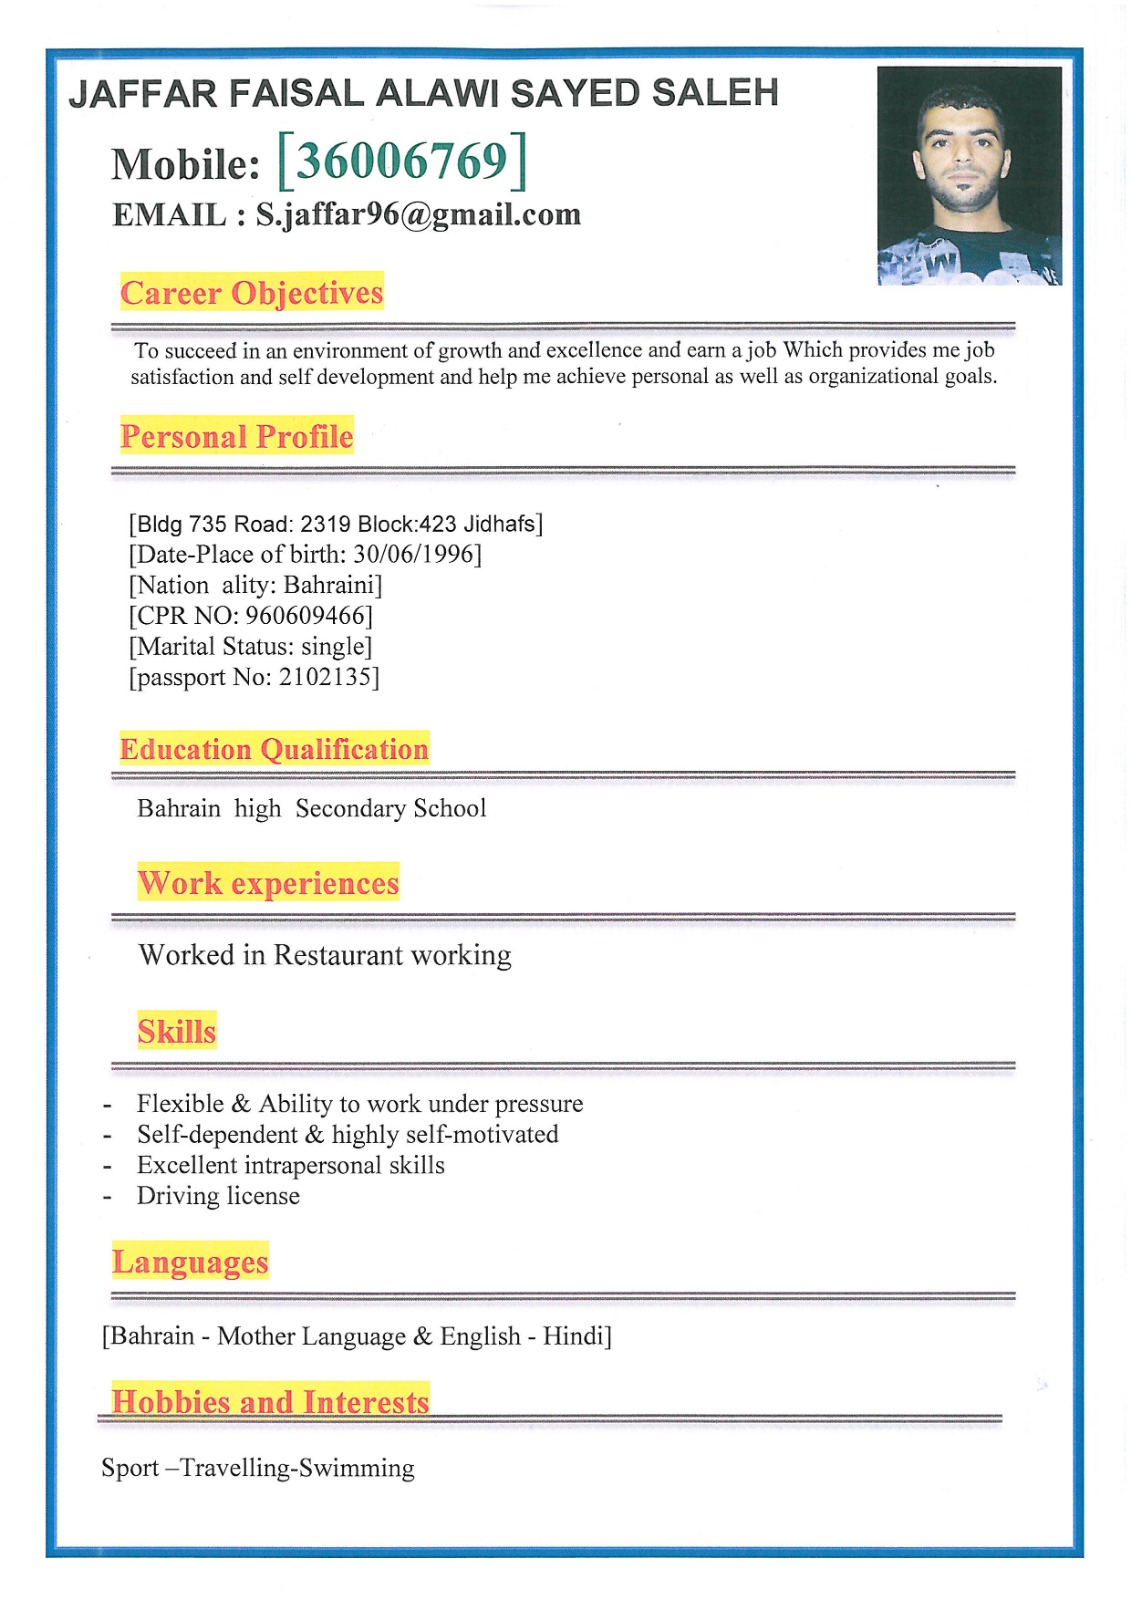 JAFFAR FAISAL ALAWI SAYED SALEH
Mobile: [36006769]
EMAIL : S.jaffar96@gmail.com
Career Objectives
To succeed in an environment of growth and excellence and earn a job Which provides me job
satisfaction and self development and help me achieve personal as well as organizational goals.
Personal Profile
[Bldg 735 Road: 2319 Block:423 Jidhafs]
[Date-Place of birth: 30/06/1996]
[Nation ality: Bahraini]
[CPR NO: 960609466]
[Marital Status: single]
[passport No: 2102135]
Education Qualification
Bahrain high Secondary School
Work experiences
Worked in Restaurant working
Skills
- Flexible & Ability to work under pressure
- Self-dependent & highly self-motivated
- Excellent intrapersonal skills
- Driving license
Languages
[Bahrain - Mother Language & English - Hindi]
Hobbies and Interests
Sport –Travelling-Swimming